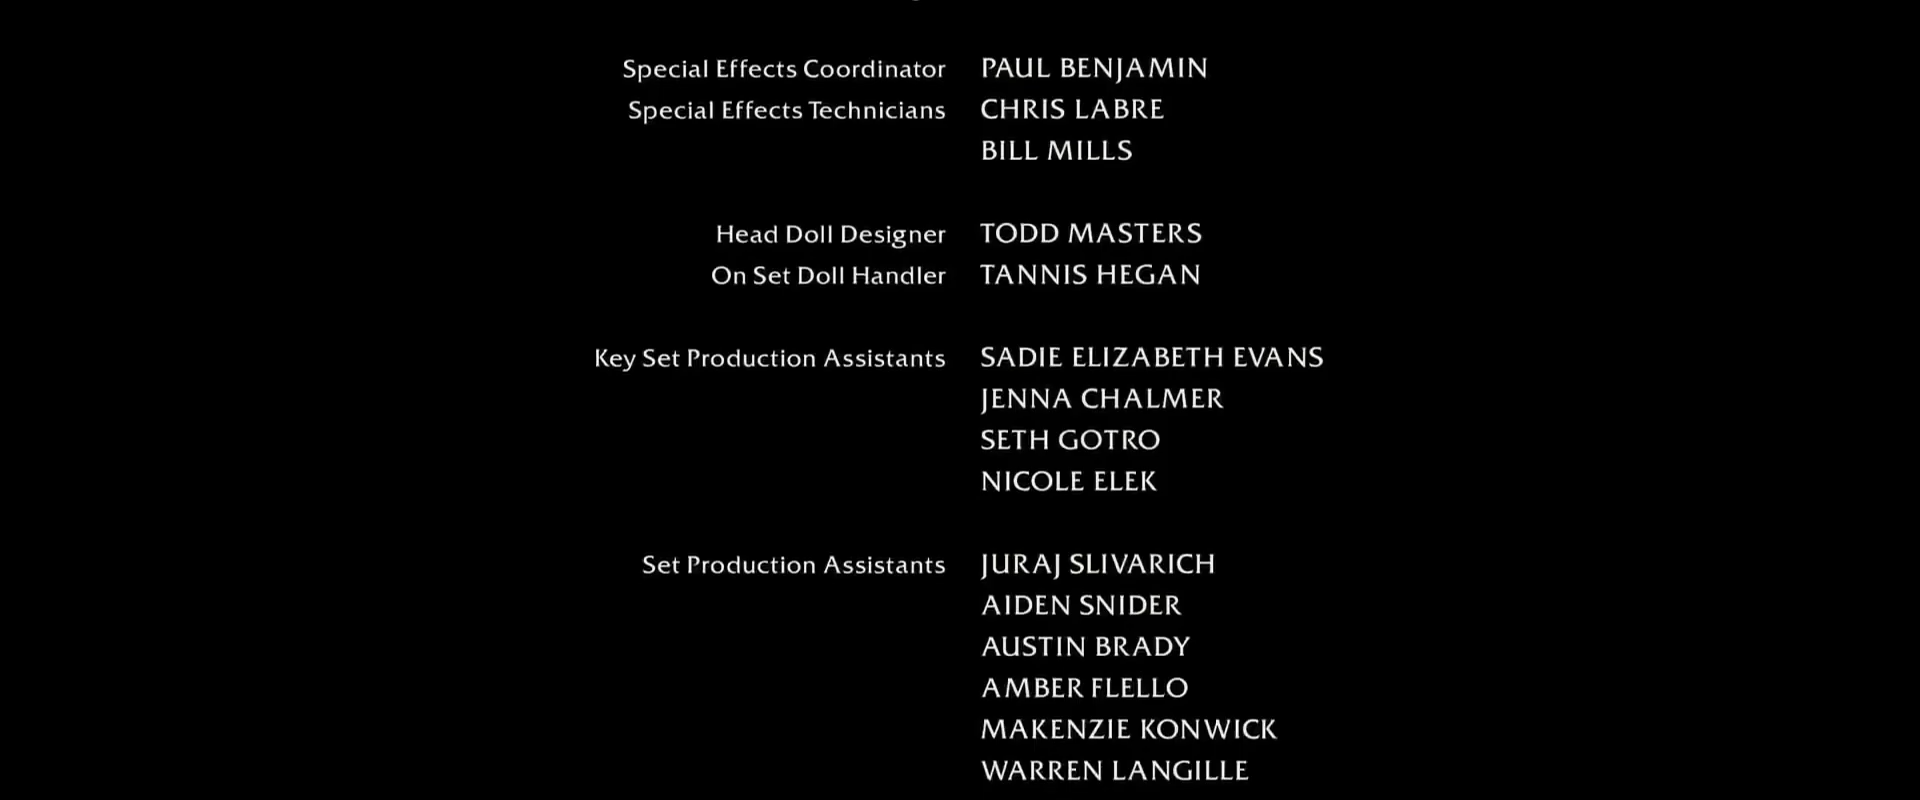 Special Effects Coordinator PAUL BENJAMIN
Special Effects Technicians CHRIS LABRE
BILL MILLS
Head Doll Designer TODD MASTERS
On Set Doll Handler TANNIS HEGAN
Key Set Production Assistants SADIE ELIZABETH EVANS
JENNA CHALMER
SETH GOTRO
NICOLE ELEK
Set Production Assistants JURAJ SLIVARICH
AIDEN SNIDER
AUSTIN BRADY
AMBER FLELLO
MAKENZIE KONWICK
WARREN LANGILLE